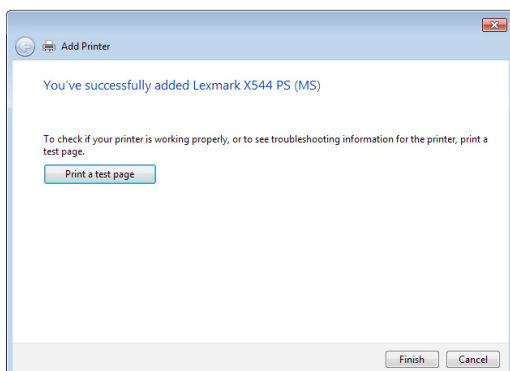 Add Printer
You've successfully added Lexmark X544 PS (MS)
To check if your printer is working properly, or to see troubleshooting information for the printer, print a
test page.
Print a test page
Finish Cancel